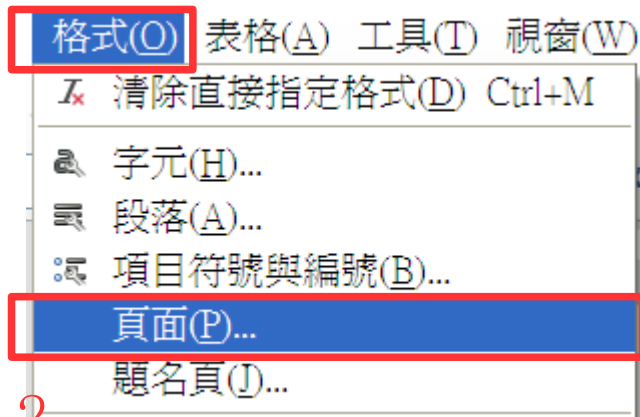 格式(O) 表格(A) 工具(T) 視窗(W)
清除直接指定格式(D) Ctrl+M
字元(H)...
段落(A)...
項目符號與編號(B)...
頁面(P)...
題名頁(J)...